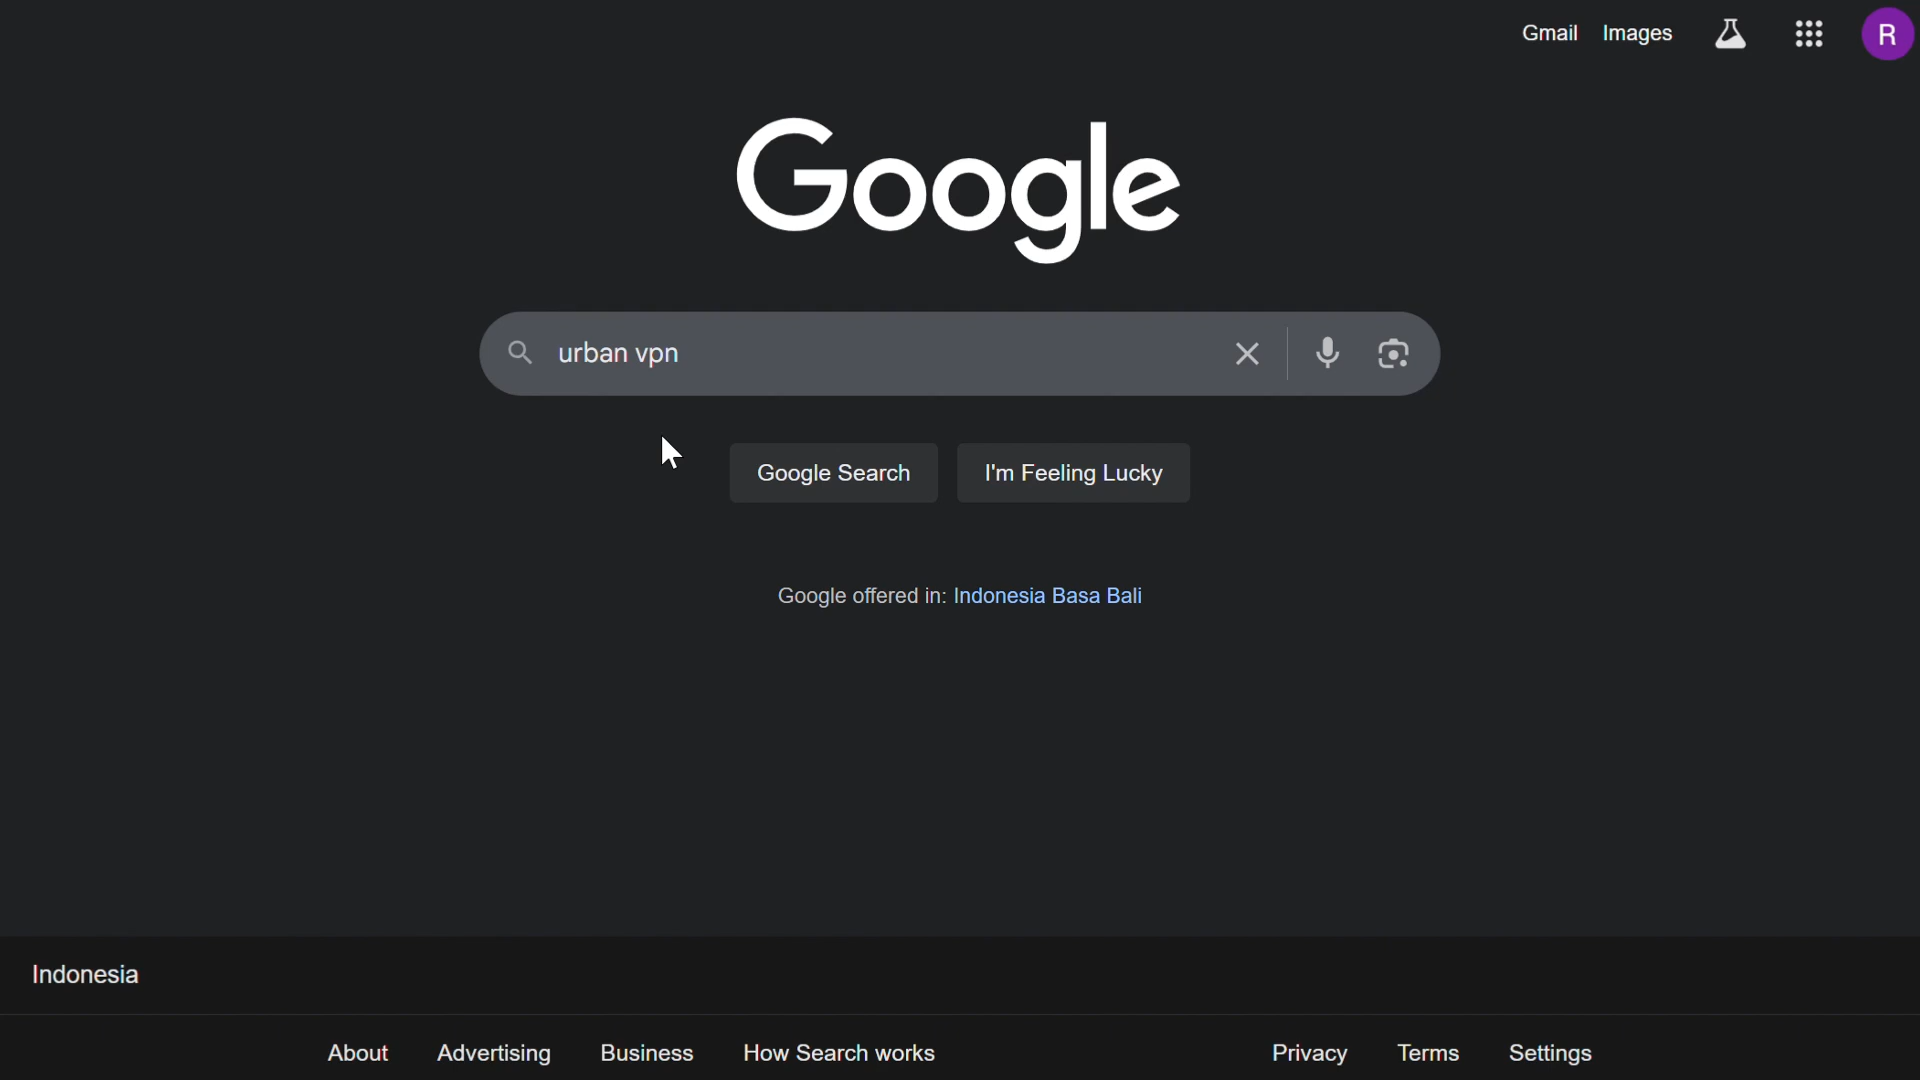 Gmail Images R
Google
urban vpn
Google Search I'm Feeling Lucky
Google offered in: Indonesia Basa Bali
Indonesia
About Advertising Business How Search works Privacy Terms Settings